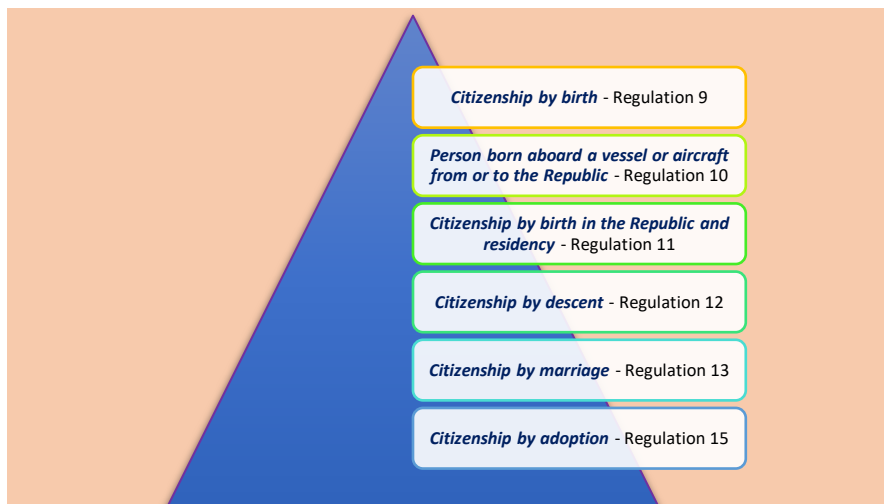 Citizenship by birth - Regulation 9
Person born aboard a vessel or aircraft
from or to the Republic - Regulation 10
Citizenship by birth in the Republic and
residency - Regulation 11
Citizenship by descent - Regulation 12
Citizenship by marriage - Regulation 13
Citizenship by adoption - Regulation 15